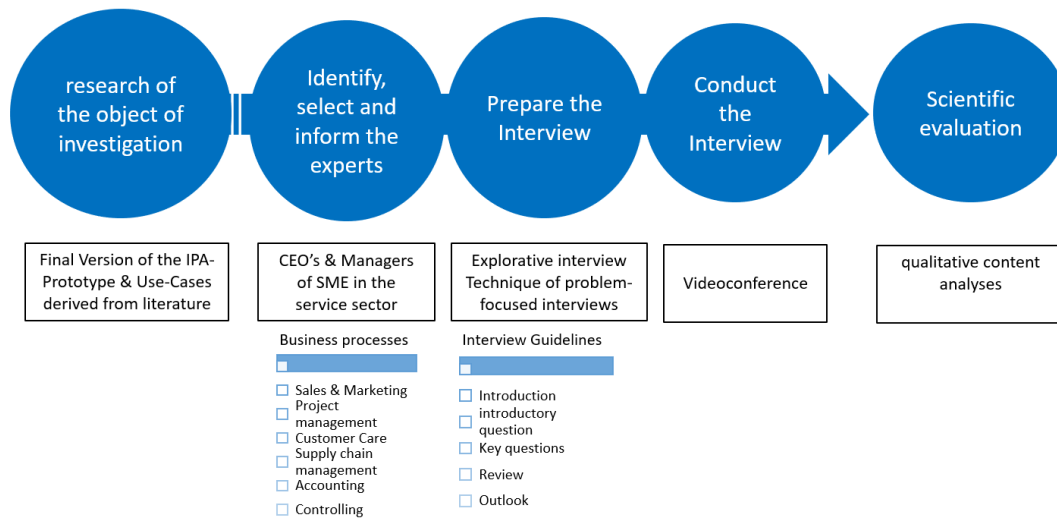 research of
the object of
investigation
Identify,
select and
inform the
experts
Prepare the
Interview
Conduct
the
Interview
Scientific
evaluation
Final Version of the IPA-
Prototype & Use-Cases
derived from literature
CEO's & Managers
of SME in the
service sector
Explorative interview
Technique of problem-
focused interviews
Videoconference
qualitative content
analyses
Business processes
Sales & Marketing
Project
management
Customer Care
Supply chain
management
Accounting
Controlling
Interview Guidelines
Introduction
introductory
question
Key questions
Review
Outlook